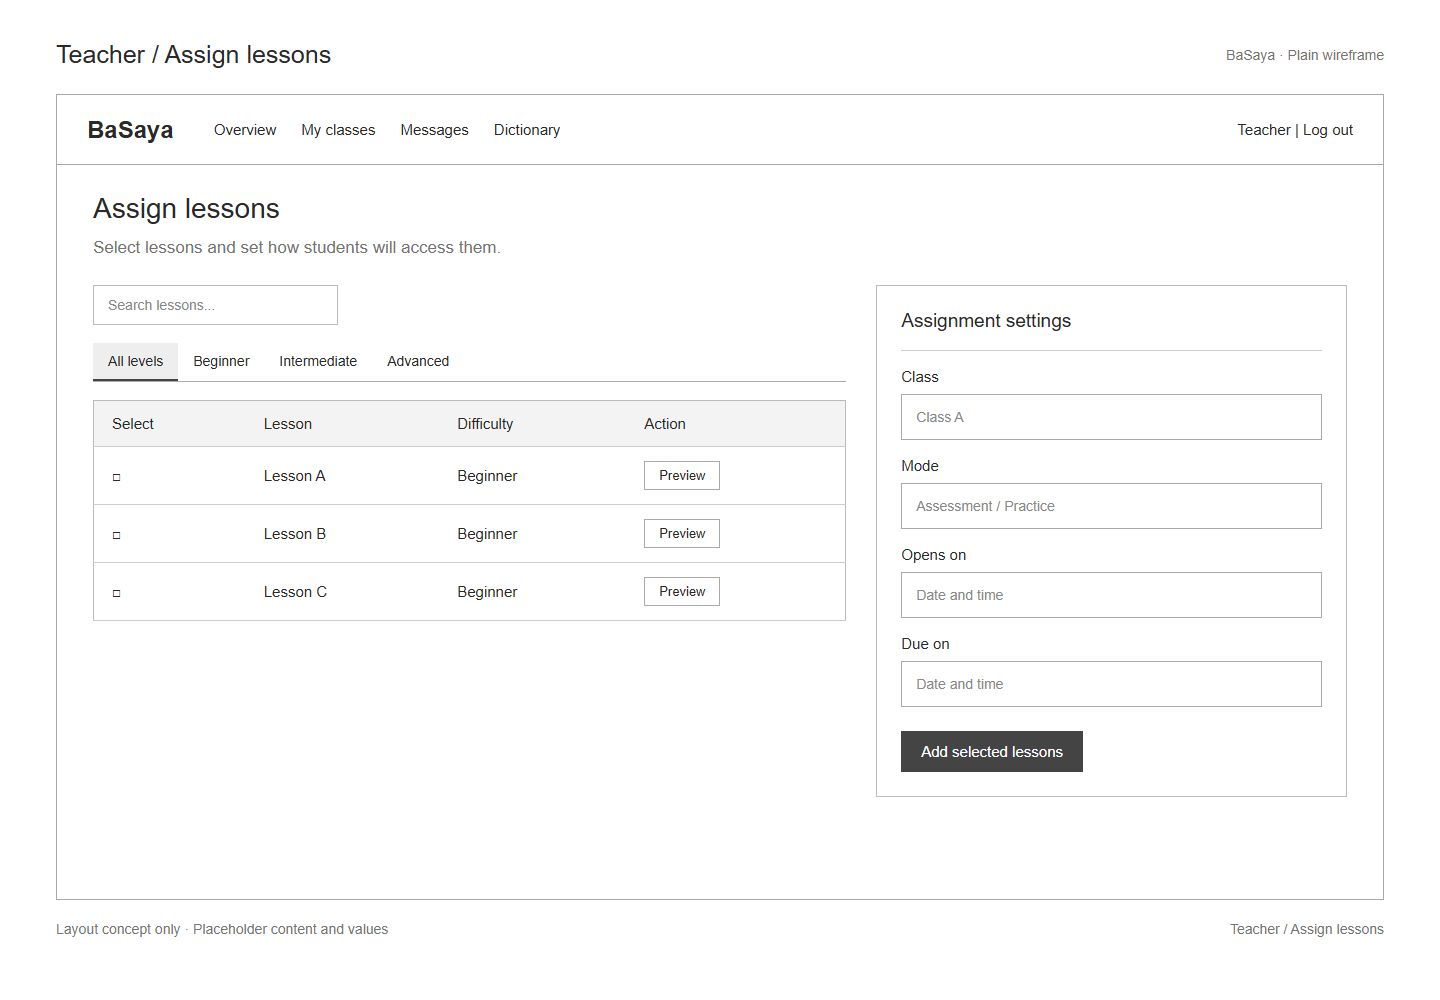 Teacher / Assign lessons
BaSaya · Plain wireframe
BaSaya Overview My classes Messages Dictionary Teacher | Log out
Assign lessons
Select lessons and set how students will access them.
Search lessons...
All levels Beginner Intermediate Advanced
Select Lesson Difficulty Action
Lesson A Beginner Preview
Lesson B Beginner Preview
Lesson C Beginner Preview
Assignment settings
Class
Class A
Mode
Assessment / Practice
Opens on
Date and time
Due on
Date and time
Add selected lessons
Layout concept only · Placeholder content and values
Teacher / Assign lessons